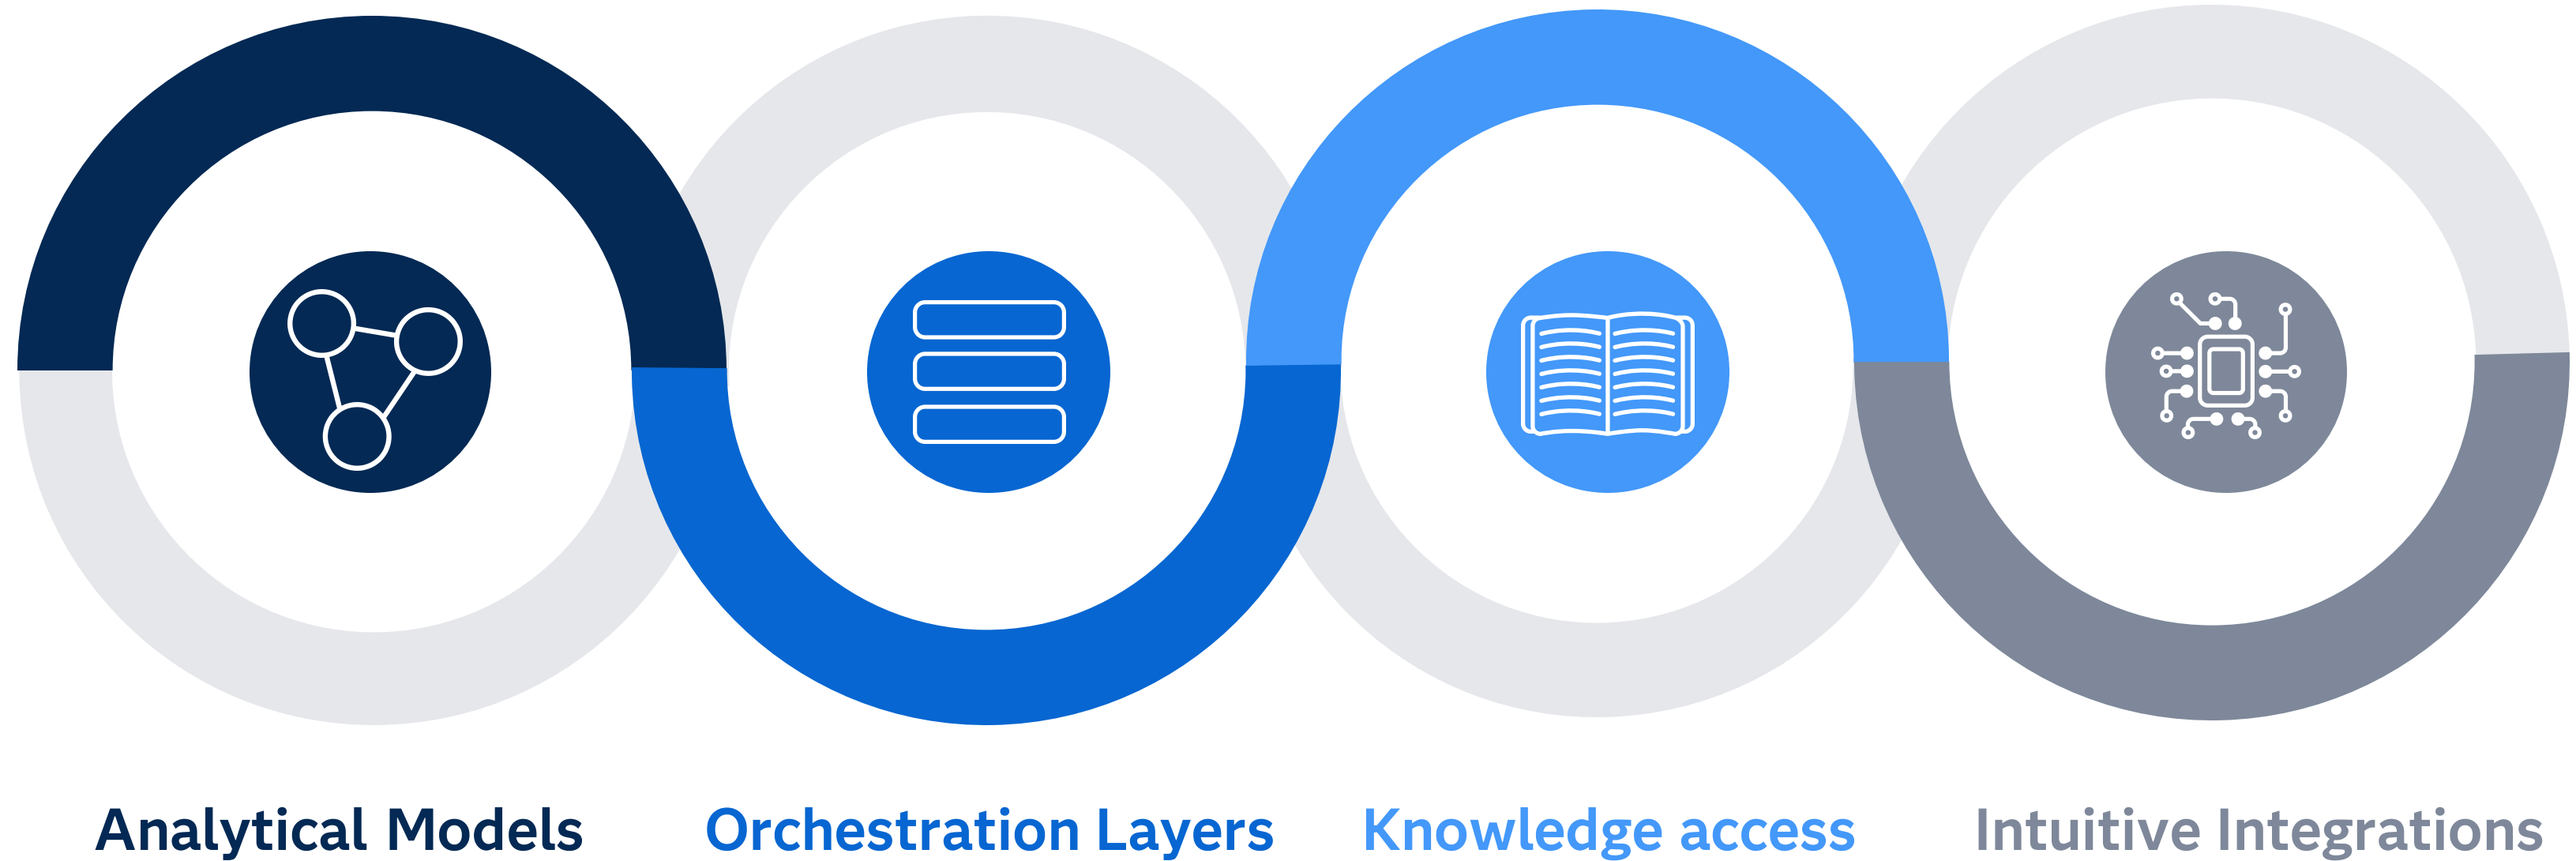 Analytical Models
Orchestration Layers
Knowledge access
Intuitive Integrations